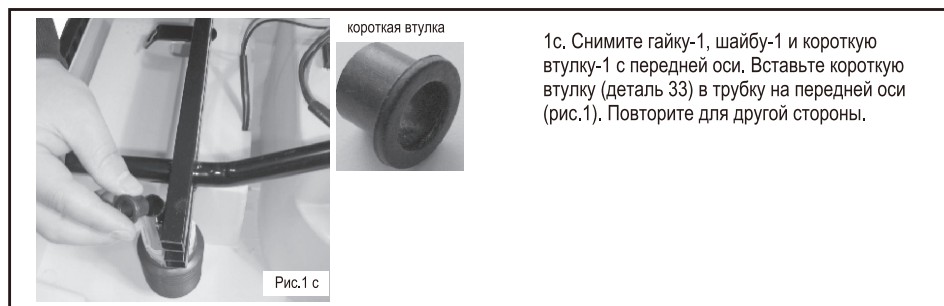 короткая втулка
1с. Снимите гайку-1, шайбу-1 и короткую
втулку-1 с передней оси. Вставьте короткую
втулку (деталь 33) в трубку на передней оси
(рис.1). Повторите для другой стороны.
Рис.1 с